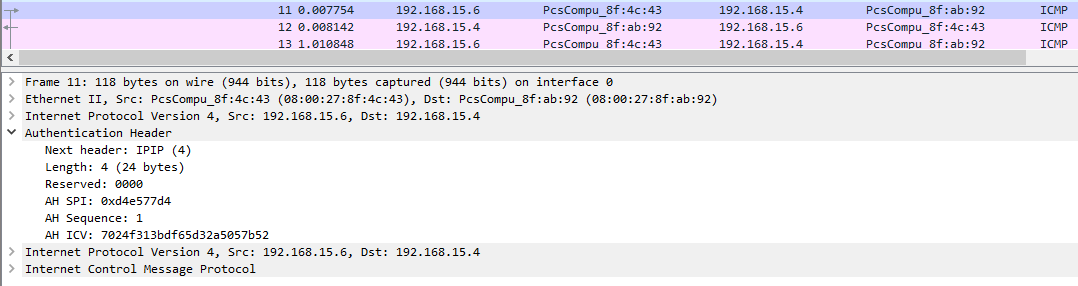 11 0.007754 192.168.15.6 PcsCompu_8f:4c:43 192.168.15.4 PcsCompu_8f:ab:92 ICMP
12 0.008142 192.168.15.4 PcsCompu_8f:ab:92 192.168.15.6 PcsCompu_8f:4c:43 ICMP
13 1.010848 192.168.15.6 PcsCompu_8f:4c:43 192.168.15.4 PcsCompu_8f:ab:92 ICMP
Frame 11: 118 bytes on wire (944 bits), 118 bytes captured (944 bits) on interface 0
Ethernet II, Src: PcsCompu_8f:4c:43 (08:00:27:8f:4c:43), Dst: PcsCompu_8f:ab:92 (08:00:27:8f:ab:92)
Internet Protocol Version 4, Src: 192.168.15.6, Dst: 192.168.15.4
Authentication Header
Next header: IPIP (4)
Length: 4 (24 bytes)
Reserved: 0000
AH SPI: 0xd4e577d4
AH Sequence: 1
AH ICV: 7024f313bdf65d32a5057b52
Internet Protocol Version 4, Src: 192.168.15.6, Dst: 192.168.15.4
Internet Control Message Protocol